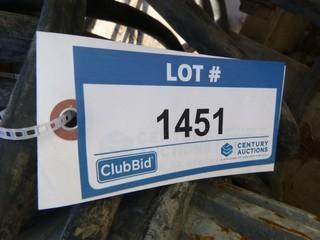 LOT #
1451
ClubBid
CENTURY
AUCTIONS